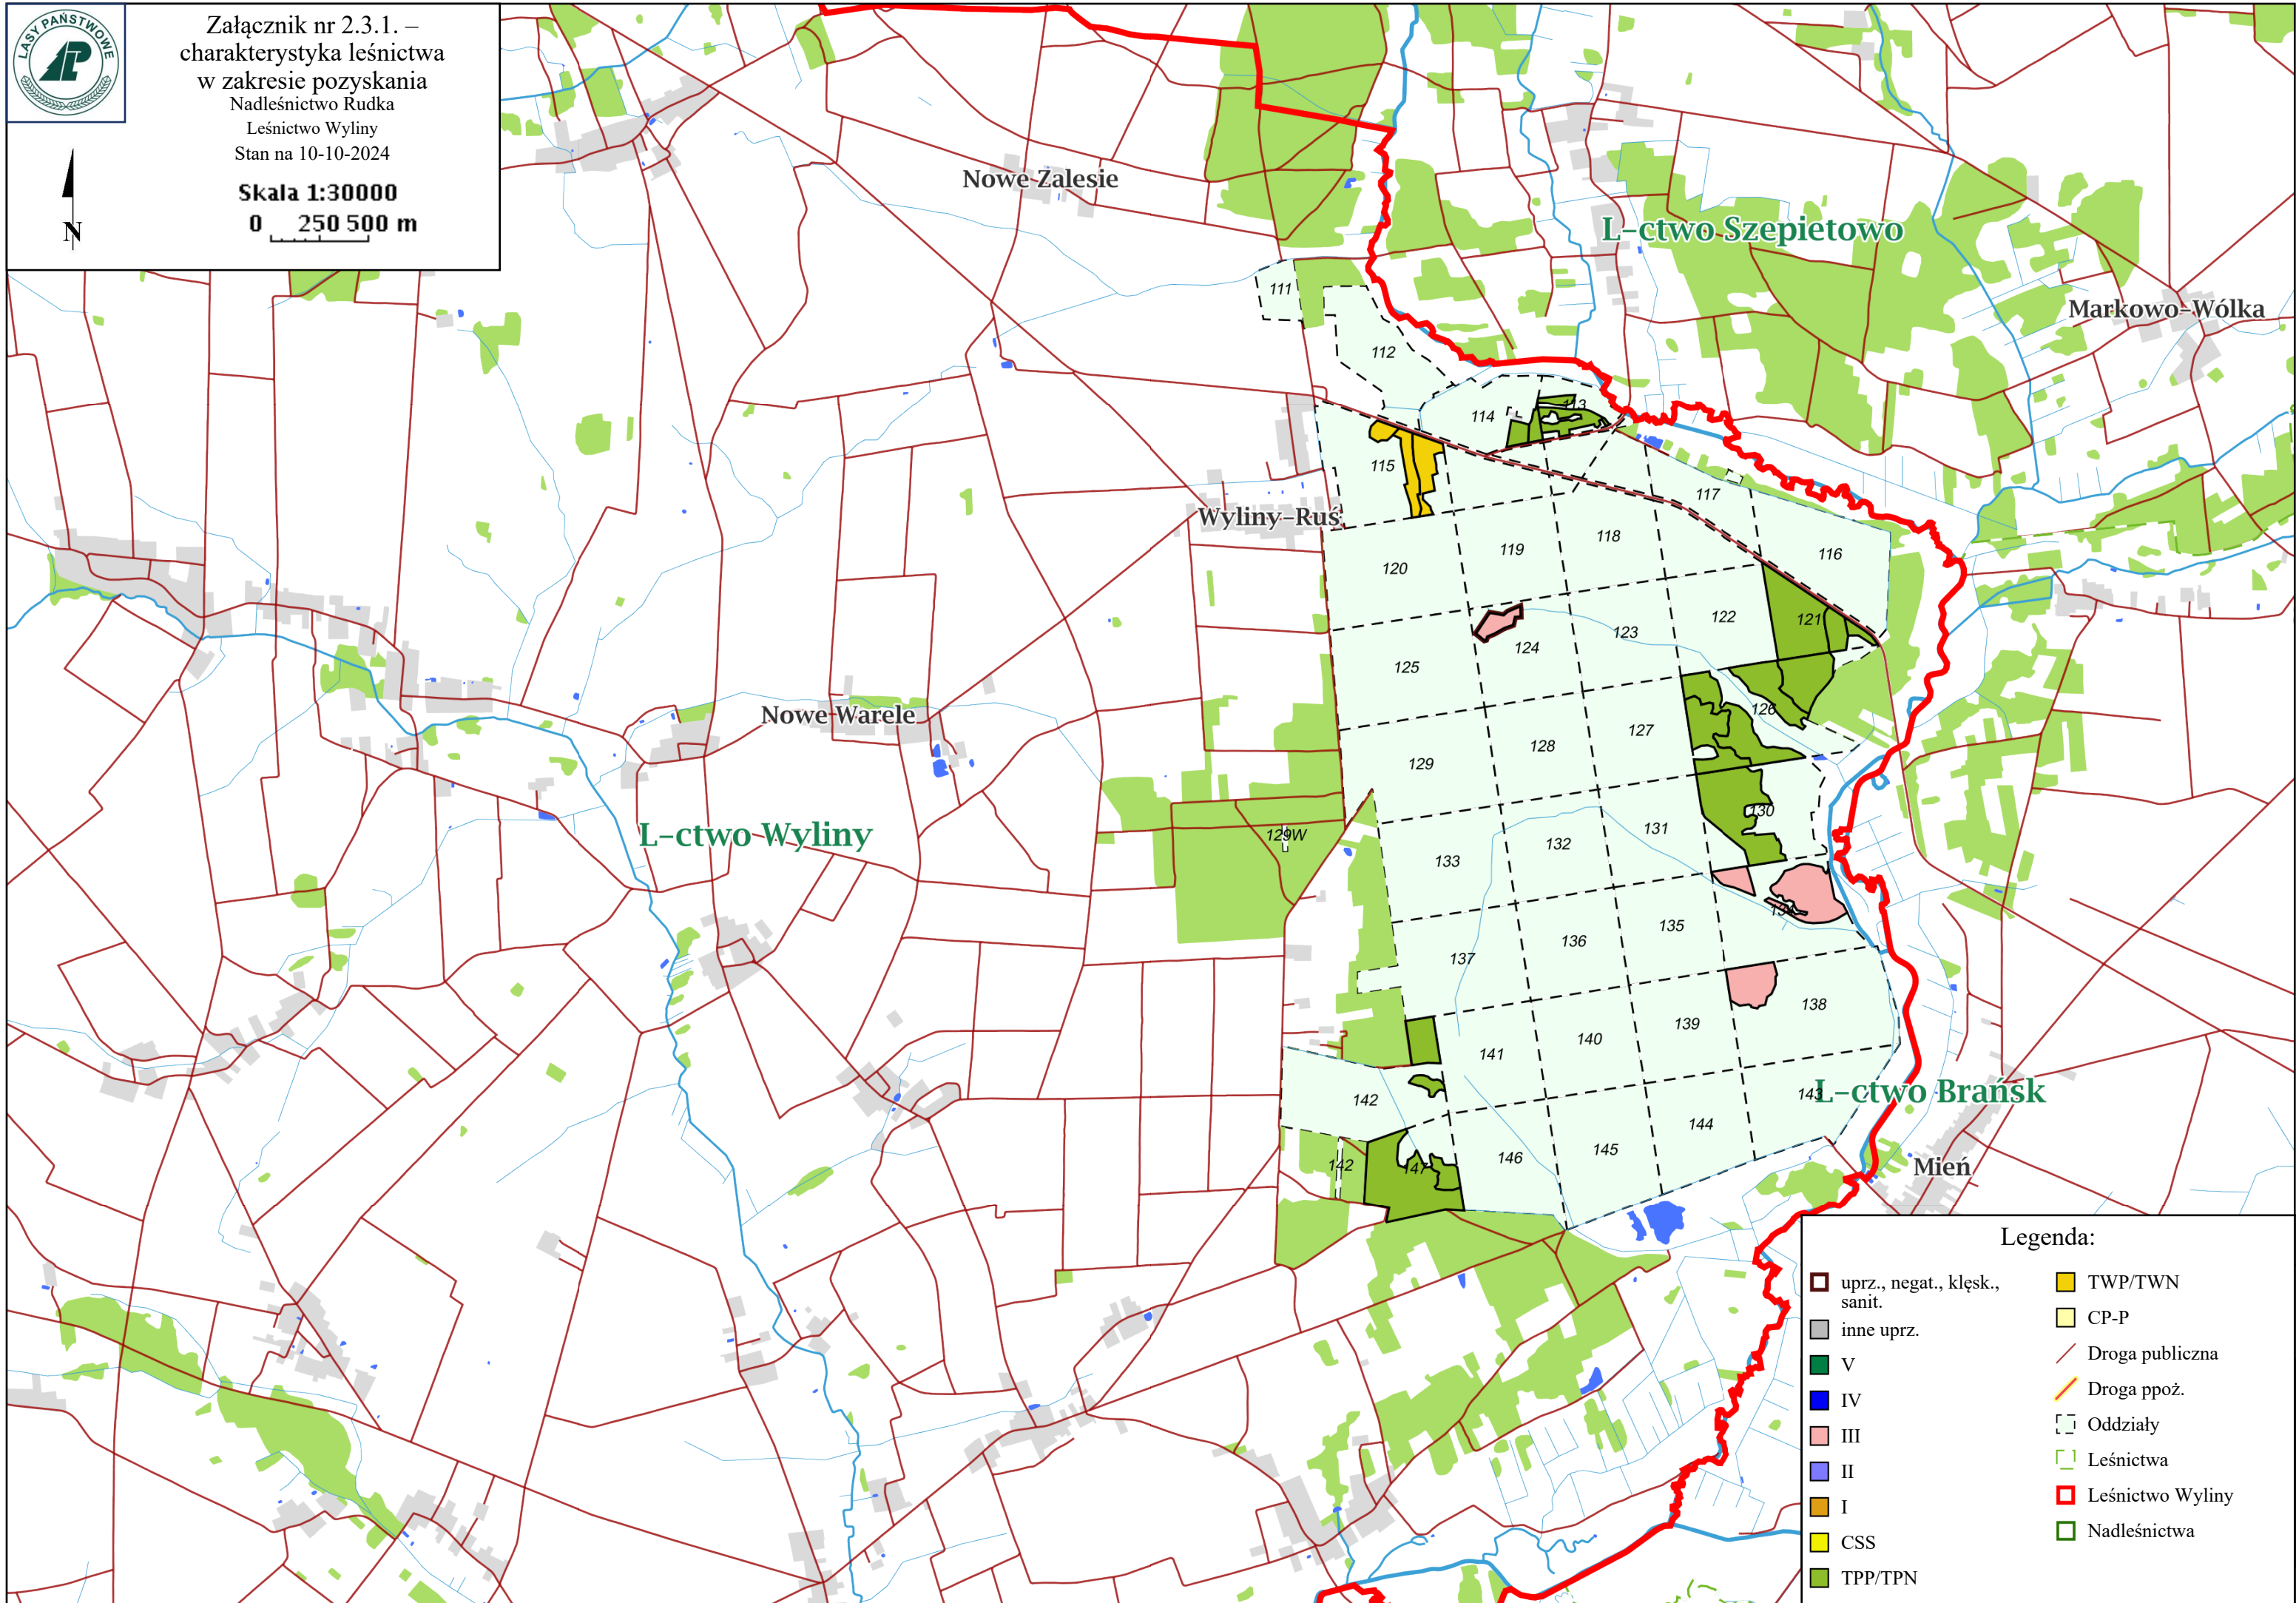 LASY PAŃSTWOWE
Załącznik nr 2.3.1. –
charakterystyka leśnictwa
w zakresie pozyskania
Nadleśnictwo Rudka
Leśnictwo Wyliny
Stan na 10-10-2024
Skala 1:30000
0 250 500 m
N
Nowe Zalesie
L-ctwo Szepietowo
Markowo-Wólka
111
112
113
114
115
117
Wyliny-Ruś
116
118
119
120
121
122
123
124
125
126
Nowe Warele
127
128
129
130
L-ctwo Wyliny
129W
131
132
133
134
135
136
137
138
139
140
141
L-ctwo Brańsk
142
143
144
145
146
142
147
Mień
Legenda:
uprz., negat., klęsk.,
sanit.
inne uprz.
V
IV
III
II
I
CSS
TPP/TPN
TWP/TWN
CP-P
Droga publiczna
Droga ppoż.
Oddziały
Leśnictwa
Leśnictwo Wyliny
Nadleśnictwa